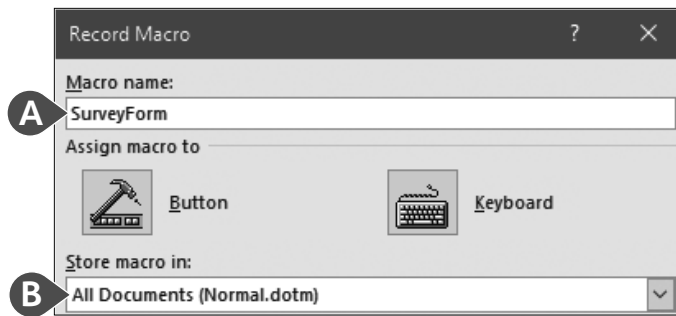 Record Macro ? ×
Macro name:
A SurveyForm
Assign macro to
Button Keyboard
Store macro in:
B All Documents (Normal.dotm)